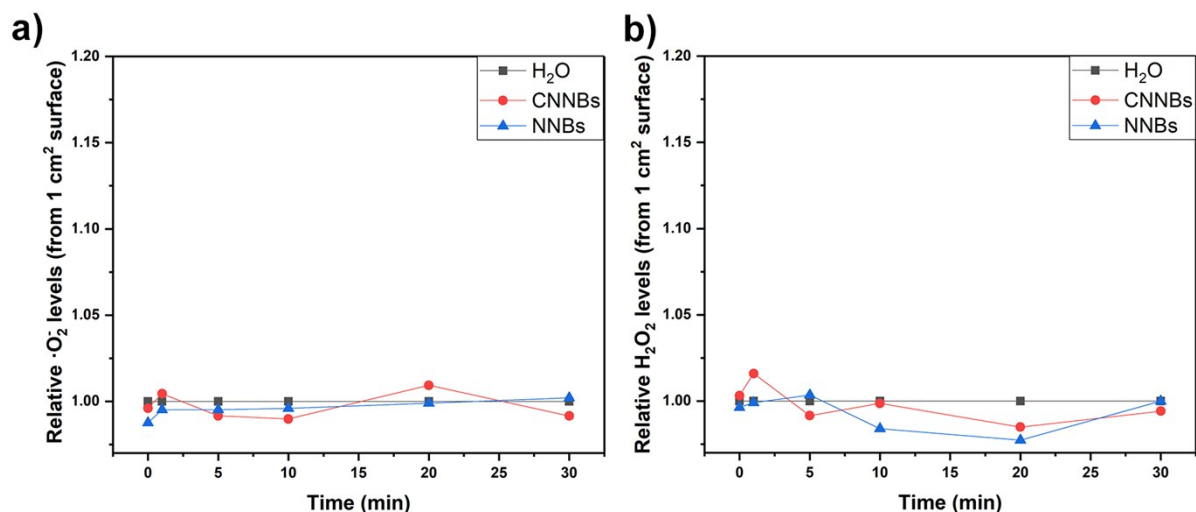 a)
Relative ·O₂⁻ levels (from 1 cm² surface)
1.20
1.15
1.10
1.05
1.00
H₂O
CNNBs
NNBs
0 5 10 15 20 25 30
Time (min)
b)
Relative H₂O₂ levels (from 1 cm² surface)
1.20
1.15
1.10
1.05
1.00
H₂O
CNNBs
NNBs
0 5 10 15 20 25 30
Time (min)